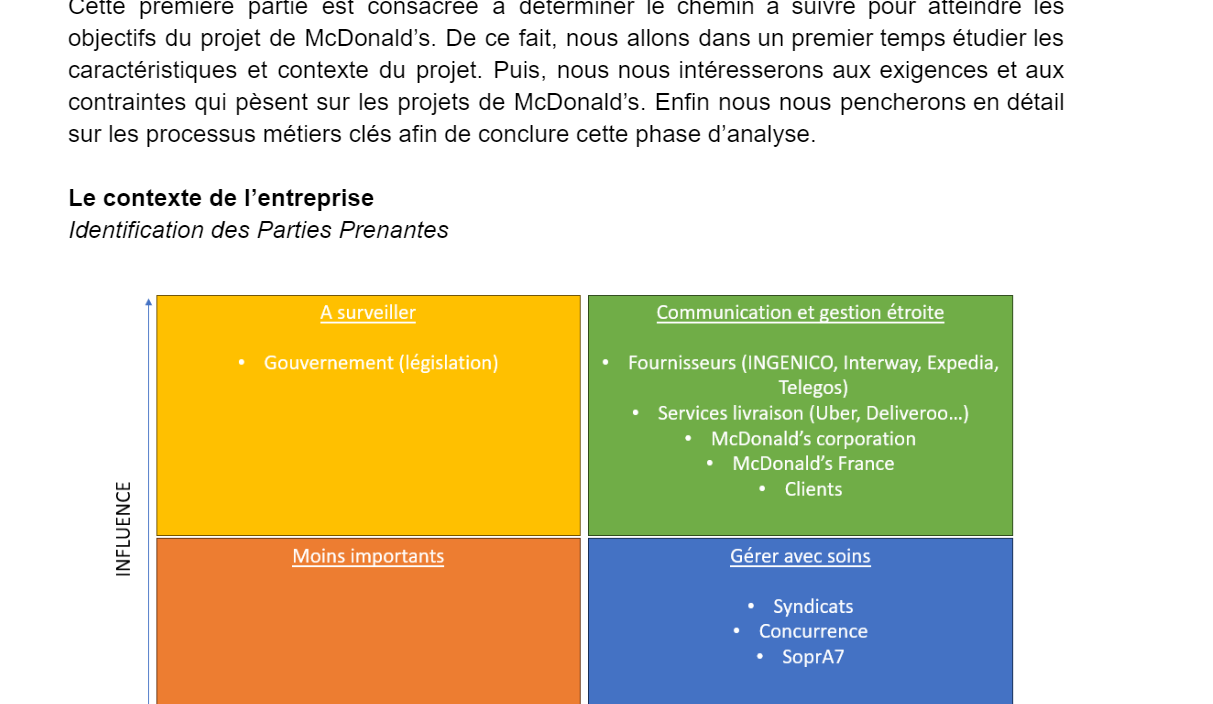 Cette première partie est consacrée à déterminer le chemin à suivre pour atteindre les
objectifs du projet de McDonald’s. De ce fait, nous allons dans un premier temps étudier les
caractéristiques et contexte du projet. Puis, nous nous intéresserons aux exigences et aux
contraintes qui pèsent sur les projets de McDonald’s. Enfin nous nous pencherons en détail
sur les processus métiers clés afin de conclure cette phase d’analyse.
Le contexte de l’entreprise
Identification des Parties Prenantes
INFLUENCE
A surveiller
• Gouvernement (législation)
Communication et gestion étroite
• Fournisseurs (INGENICO, Interway, Expedia,
Telegos)
• Services livraison (Uber, Deliveroo…)
• McDonald’s corporation
• McDonald’s France
• Clients
Moins importants
Gérer avec soins
• Syndicats
• Concurrence
• SoprA7